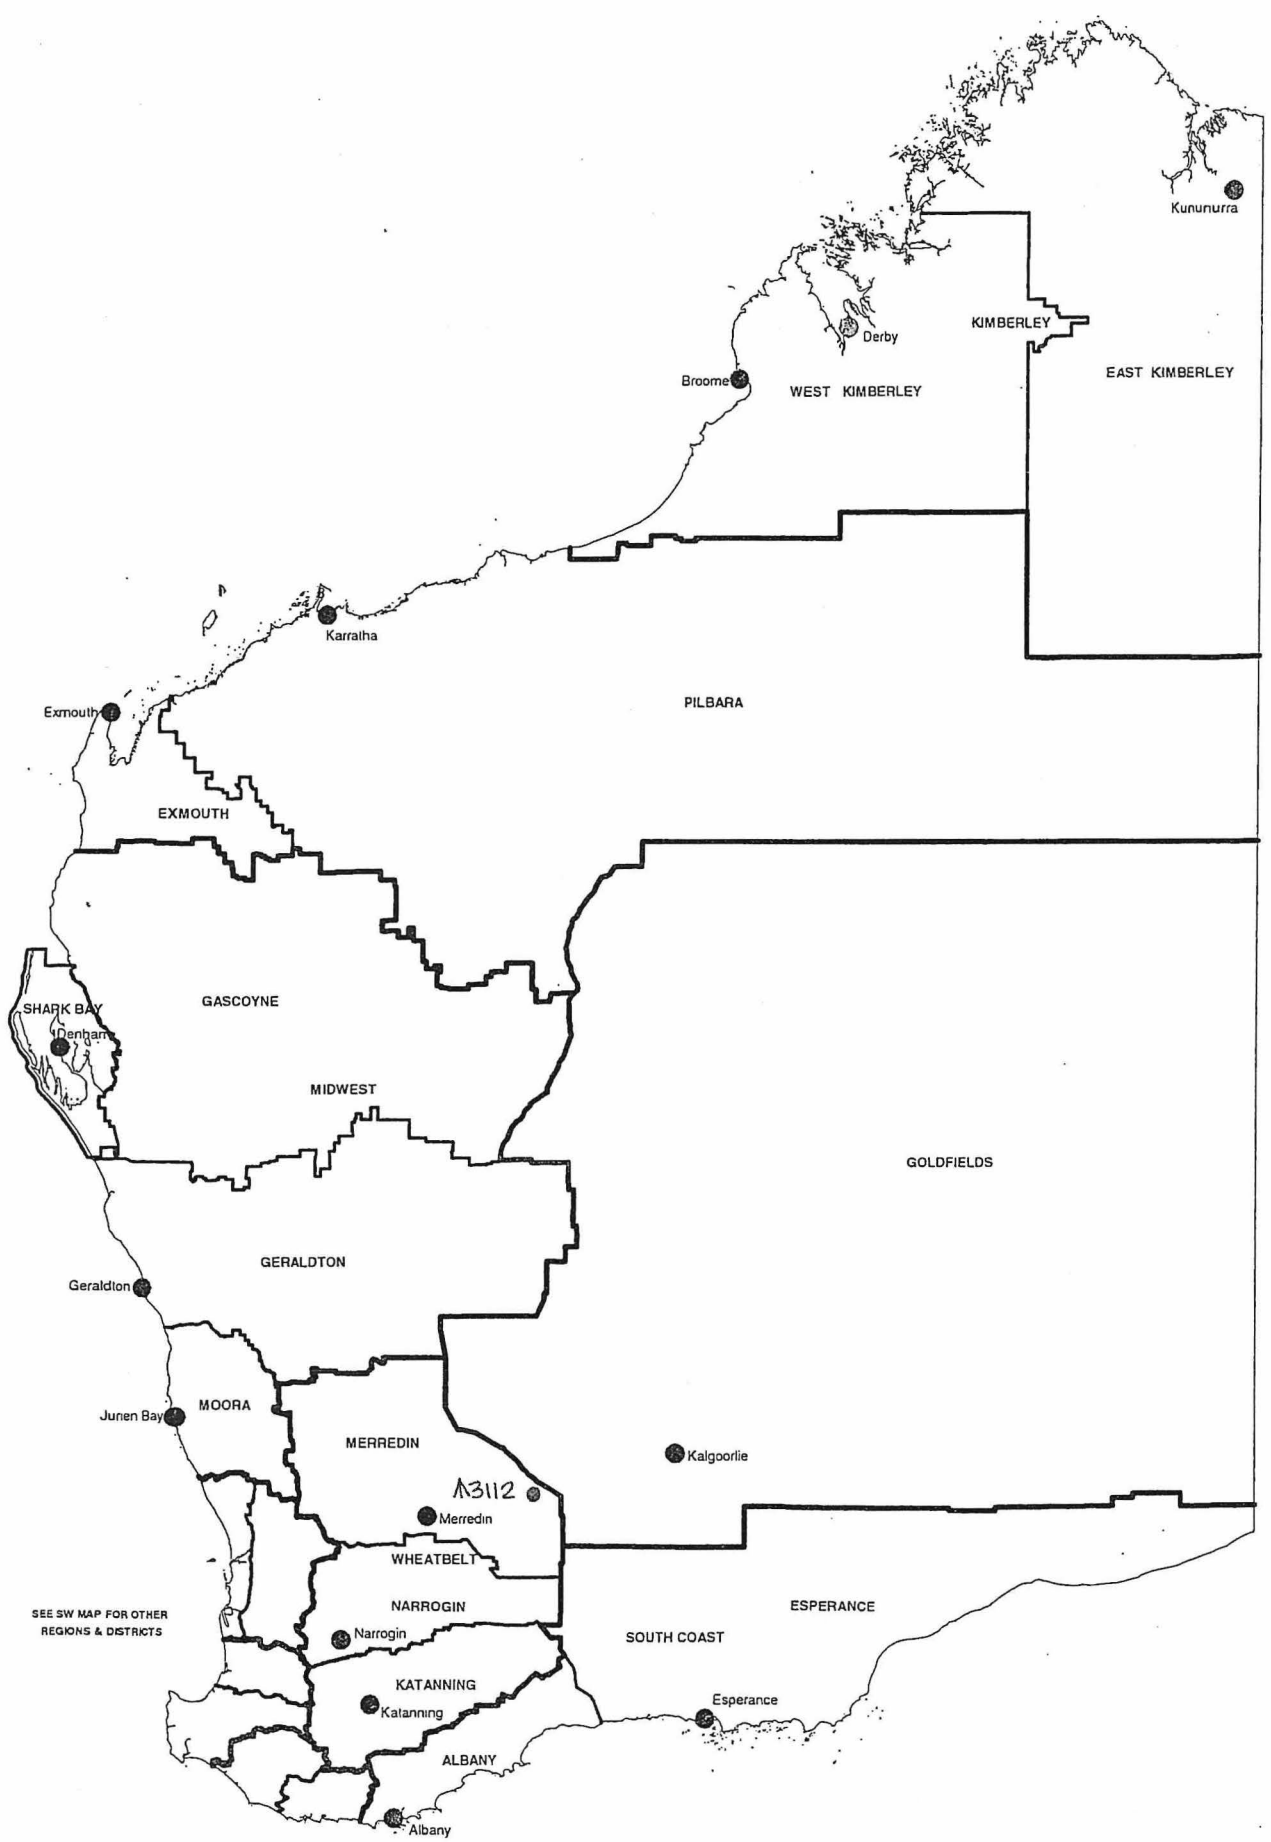 Kununurra
KIMBERLEY
Derby
EAST KIMBERLEY
Broome
WEST KIMBERLEY
Karratha
PILBARA
Exmouth
EXMOUTH
GASCOYNE
SHARK BAY
Denham
MIDWEST
GOLDFIELDS
GERALDTON
Geraldton
MOORA
Jurien Bay
MERREDIN
Kalgoorlie
A3112
Merredin
WHEATBELT
NARROGIN
ESPERANCE
SEE SW MAP FOR OTHER
REGIONS & DISTRICTS
Narrogin
SOUTH COAST
KATANNING
Katanning
Esperance
ALBANY
Albany